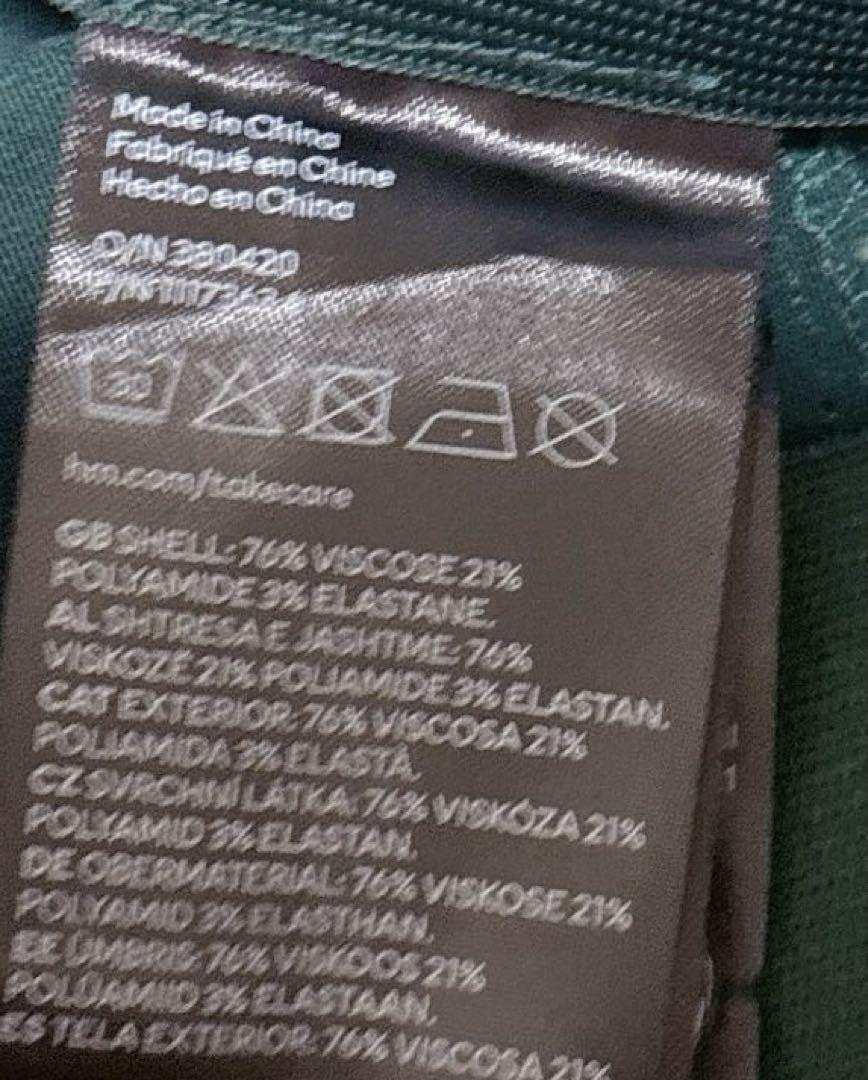 Made in China
Fabriqué en Chine
Hecho en China
O/N 380420
30
hm.com/takecare
GB SHELL: 76% VISCOSE 21%
POLYAMIDE 3% ELASTANE.
AL SHTRESA E JASHTME: 76%
VISKOZË 21% POLIAMIDE 3% ELASTAN.
CAT EXTERIOR: 76% VISCOSA 21%
POLIAMIDA 3% ELASTÀ.
CZ SVRCHNÍ LÁTKA: 76% VISKÓZA 21%
POLYAMID 3% ELASTAN.
DE OBERMATERIAL: 76% VISKOSE 21%
POLYAMID 3% ELASTHAN.
EE ÜMBRIS: 76% VISKOOS 21%
POLÜAMIID 3% ELASTAAN.
ES TELA EXTERIOR: 76% VISCOSA 21%